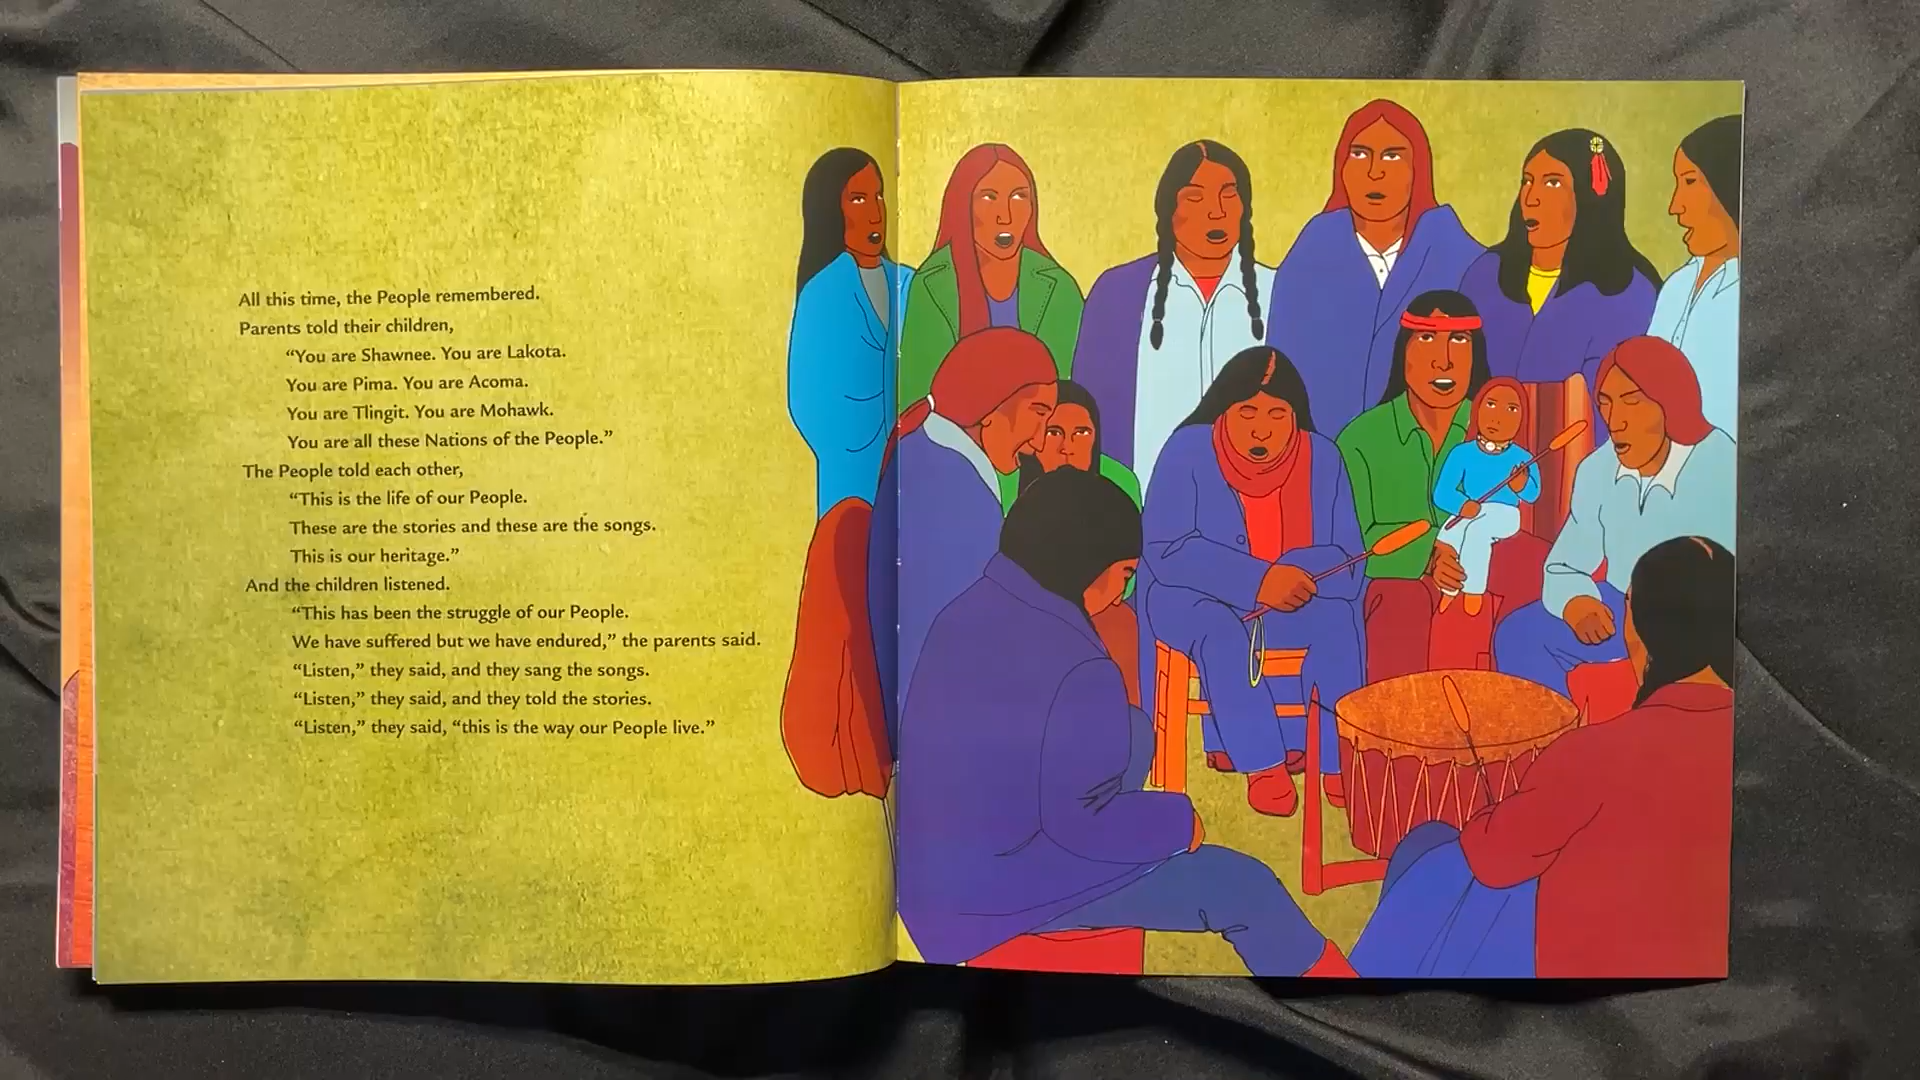 All this time, the People remembered.
Parents told their children,
“You are Shawnee. You are Lakota.
You are Pima. You are Acoma.
You are Tlingit. You are Mohawk.
You are all these Nations of the People.”
The People told each other,
“This is the life of our People.
These are the stories and these are the songs.
This is our heritage.”
And the children listened.
“This has been the struggle of our People.
We have suffered but we have endured,” the parents said.
“Listen,” they said, and they sang the songs.
“Listen,” they said, and they told the stories.
“Listen,” they said, “this is the way our People live.”